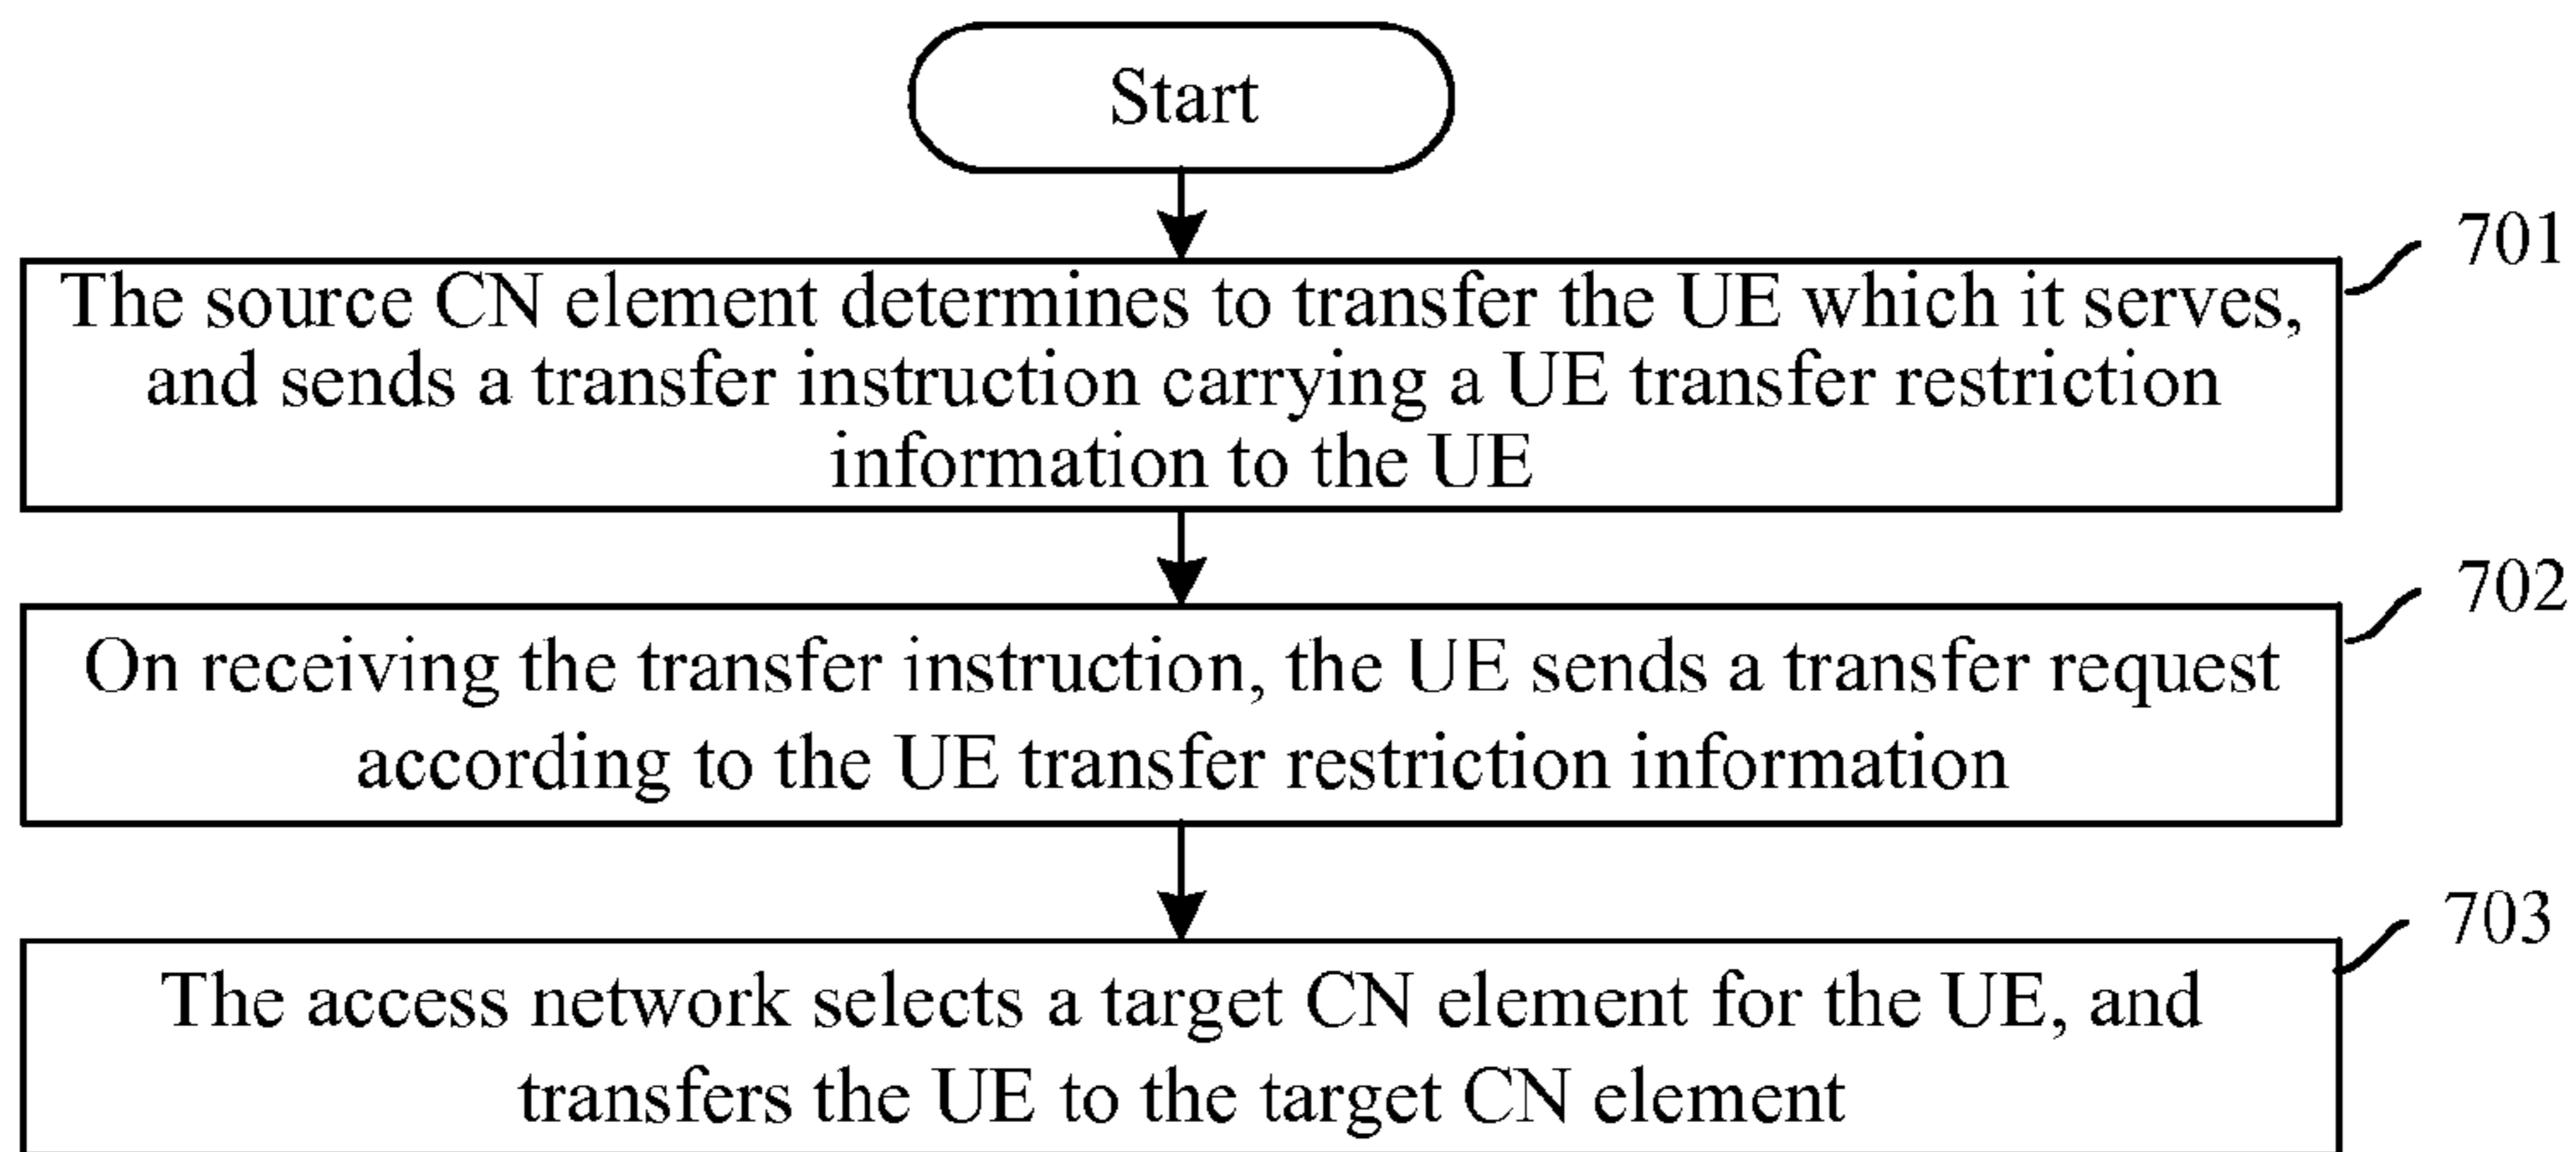 Start
701
The source CN element determines to transfer the UE which it serves,
and sends a transfer instruction carrying a UE transfer restriction
information to the UE
702
On receiving the transfer instruction, the UE sends a transfer request
according to the UE transfer restriction information
703
The access network selects a target CN element for the UE, and
transfers the UE to the target CN element